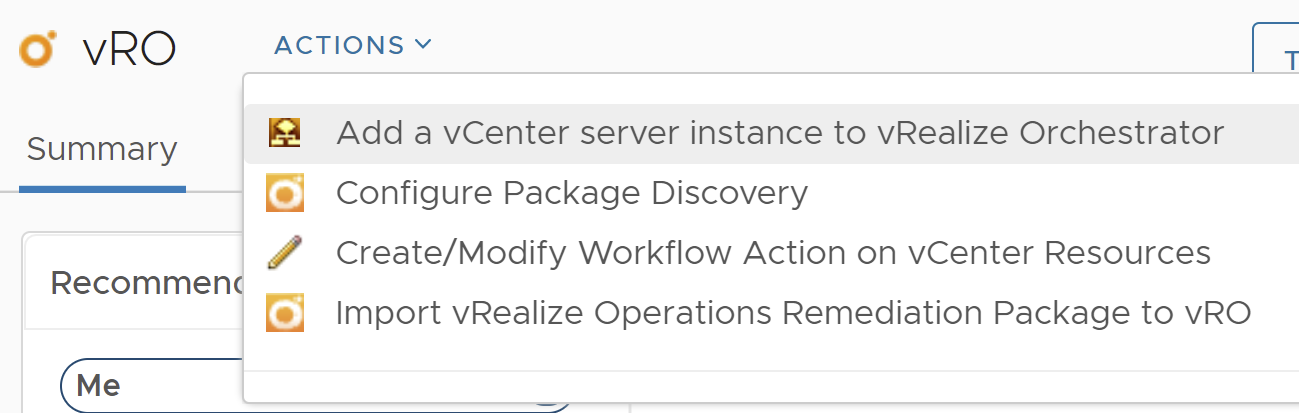 vRO
ACTIONS
Add a vCenter server instance to vRealize Orchestrator
Summary
Configure Package Discovery
Create/Modify Workflow Action on vCenter Resources
Import vRealize Operations Remediation Package to vRO
Me